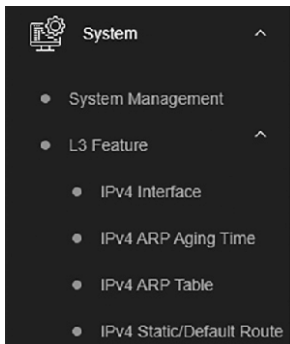 System
System Management
L3 Feature
IPv4 Interface
IPv4 ARP Aging Time
IPv4 ARP Table
IPv4 Static/Default Route